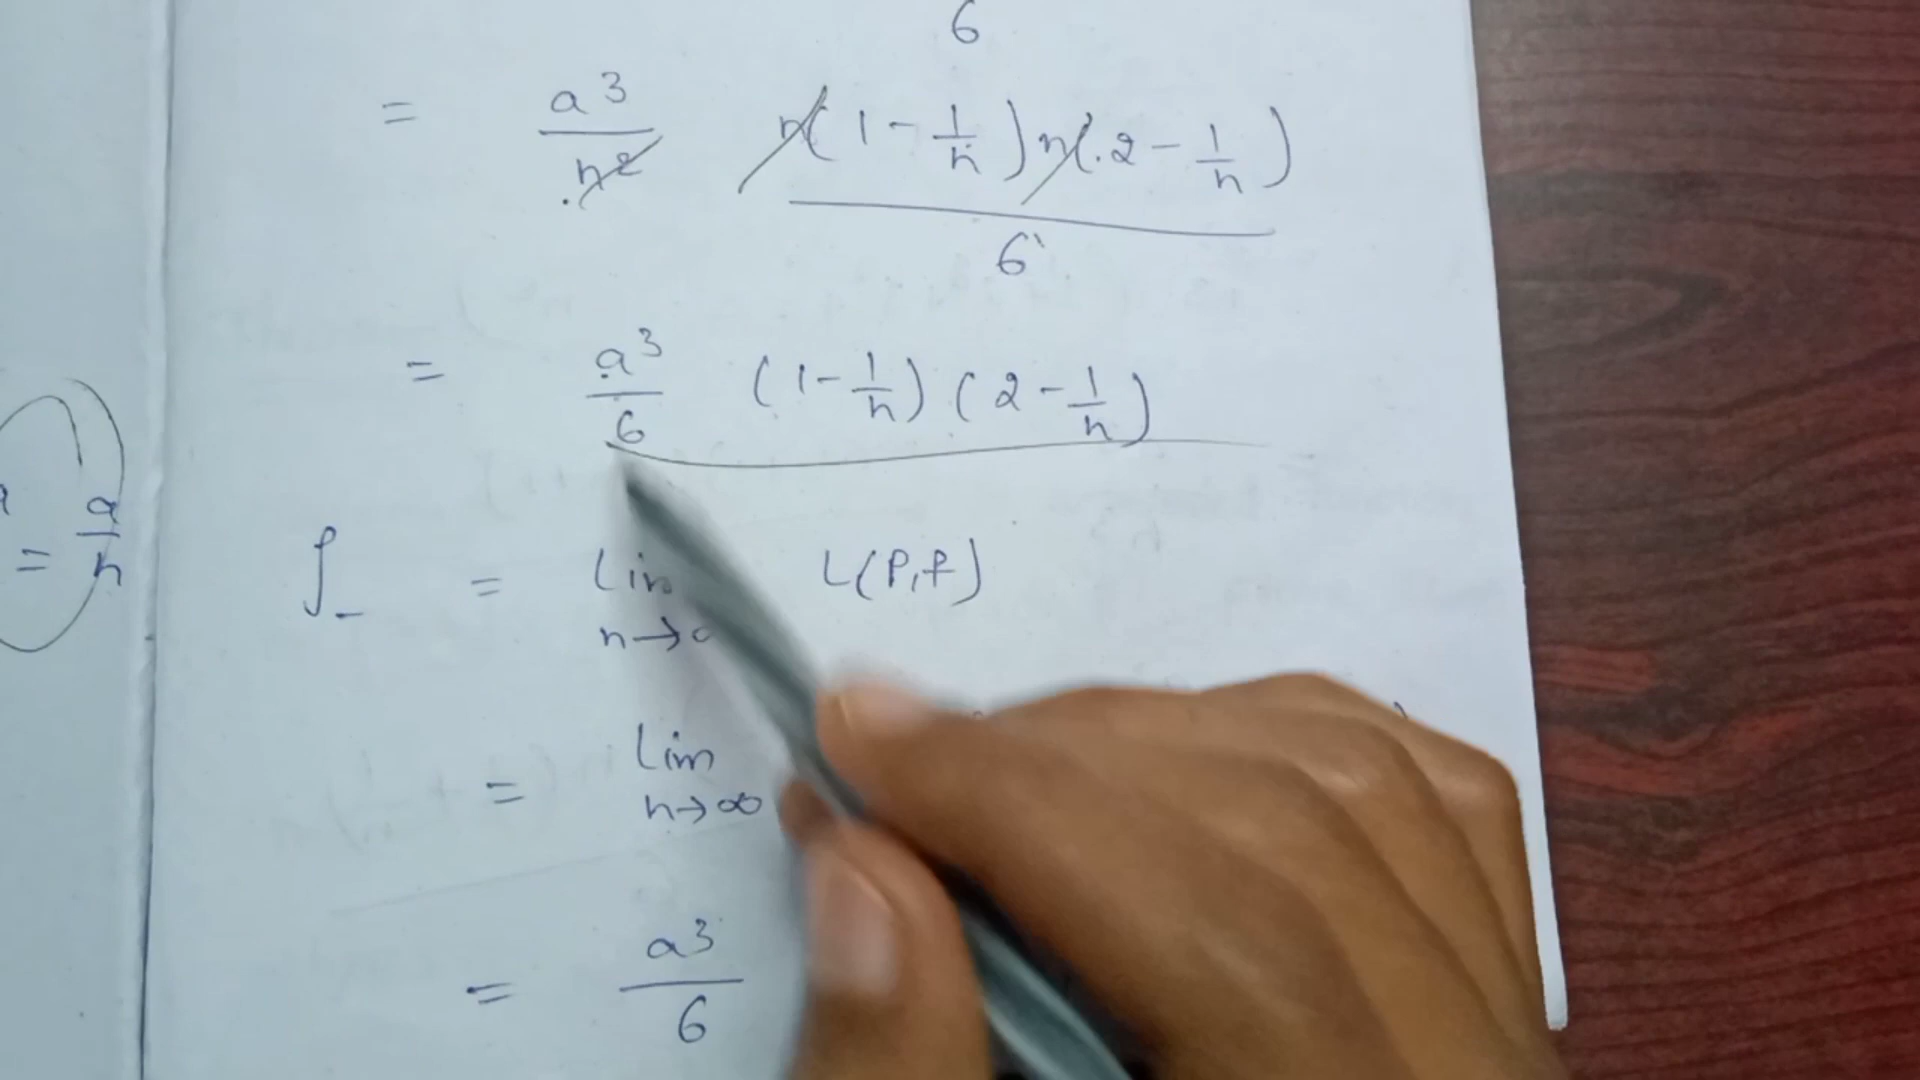 6
= a³/n² n(1-1/n)n(2-1/n)/6
= a³/6 (1-1/n)(2-1/n)
= a/n
∫_ = lim n→ L(P,f)
= lim n→∞
= a³/6